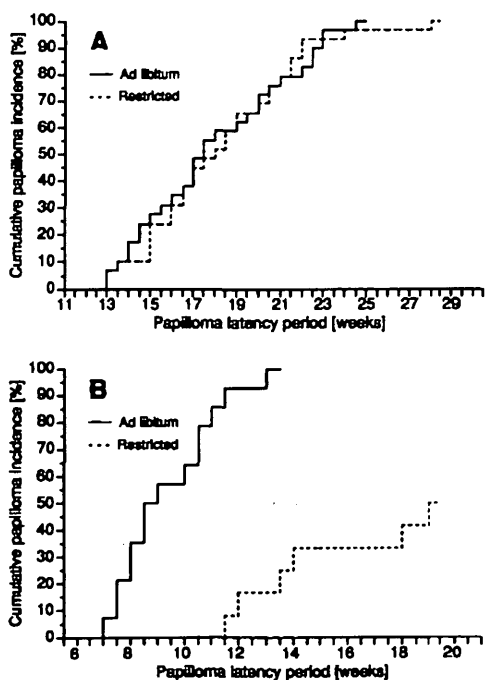 A
Cumulative papilloma incidence [%]
100
90
80
70
60
50
40
30
20
10
0
Ad libitum
Restricted
11 13 15 17 19 21 23 25 27 29
Papilloma latency period [weeks]
B
Cumulative papilloma incidence [%]
100
90
80
70
60
50
40
30
20
10
0
Ad libitum
Restricted
6 8 10 12 14 16 18 20
Papilloma latency period [weeks]